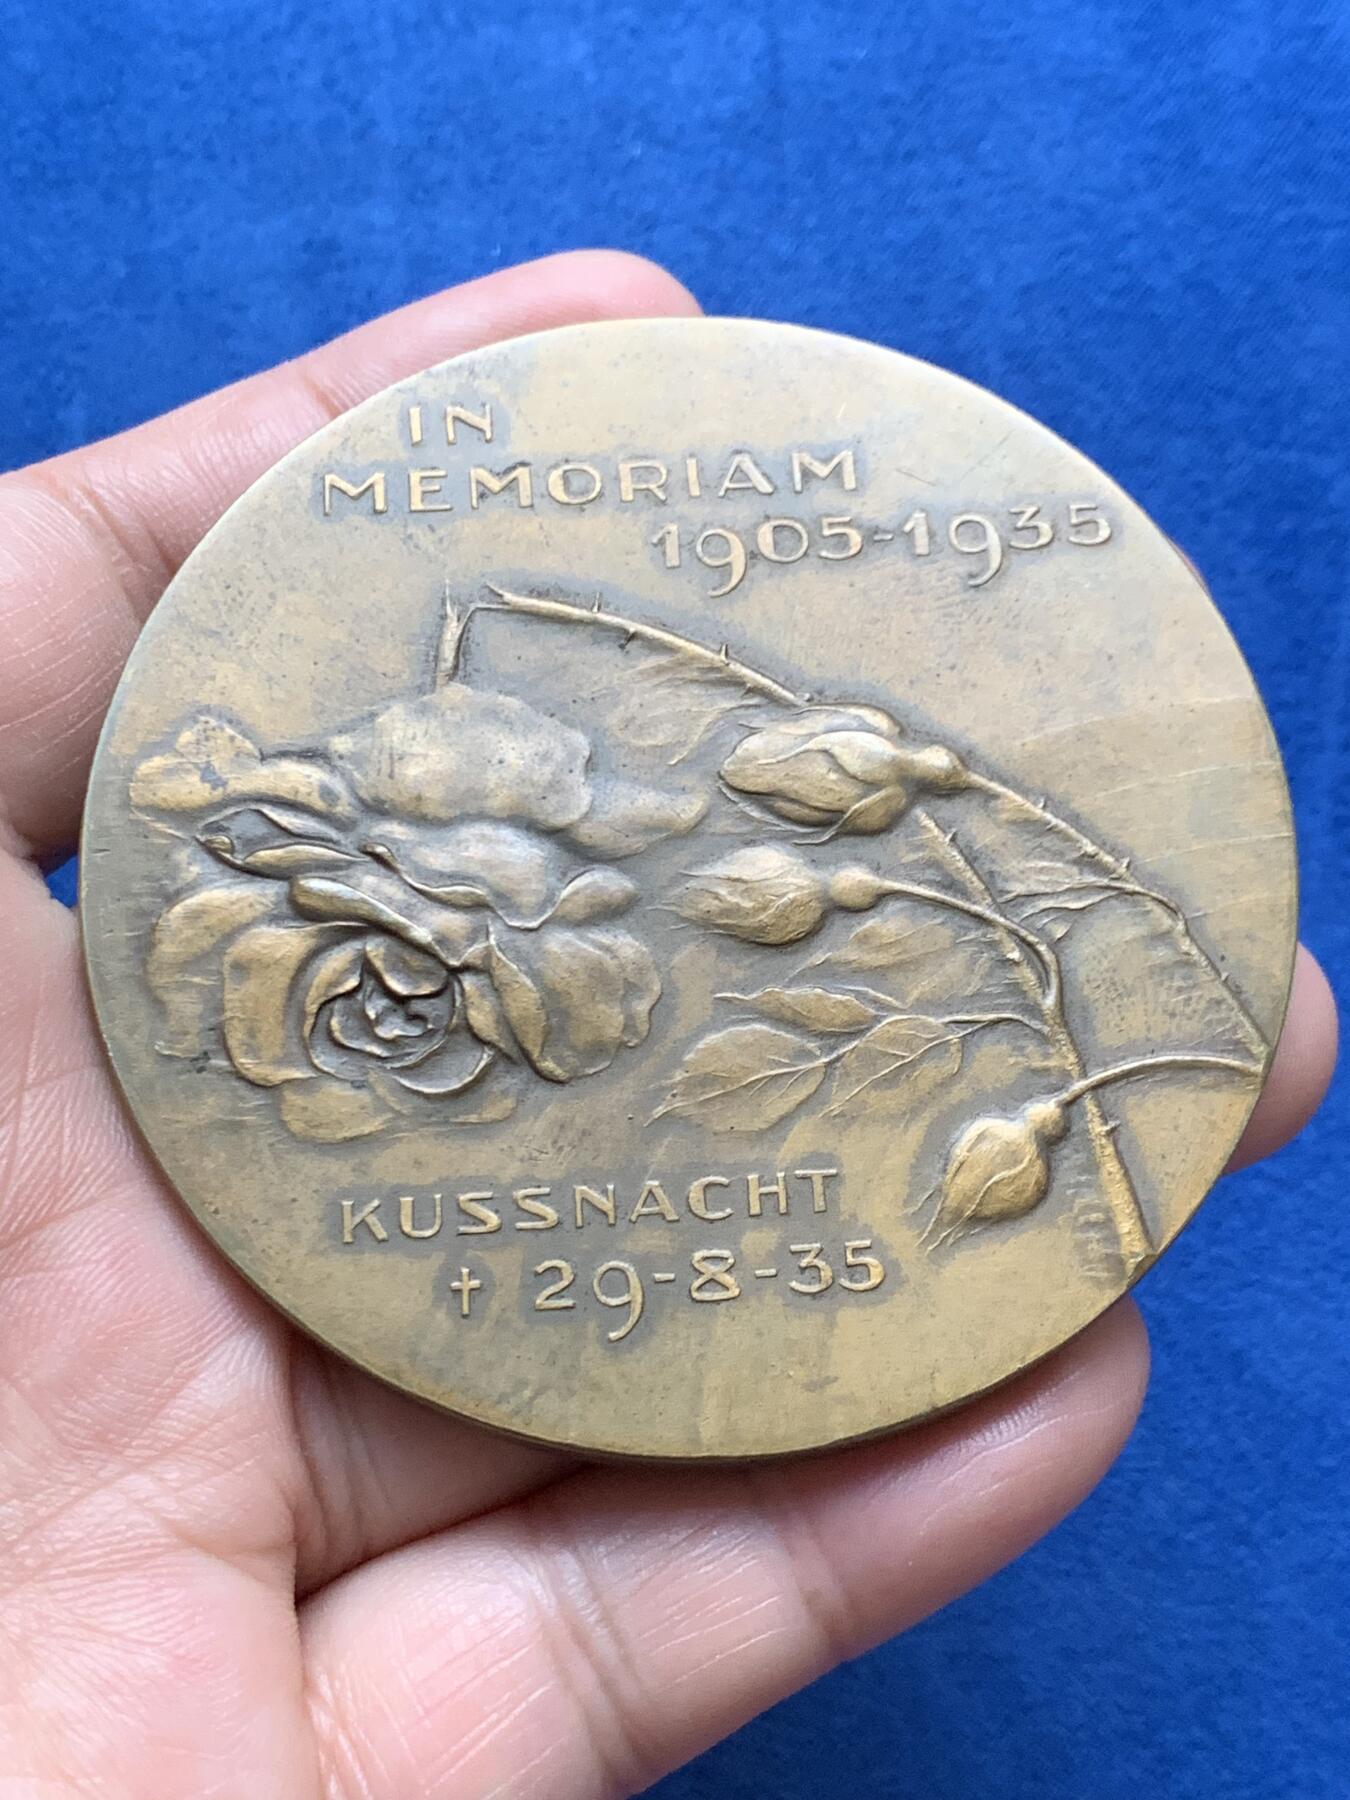 IN
MEMORIAM
1905-1935
KUSSNACHT
† 29-8-35